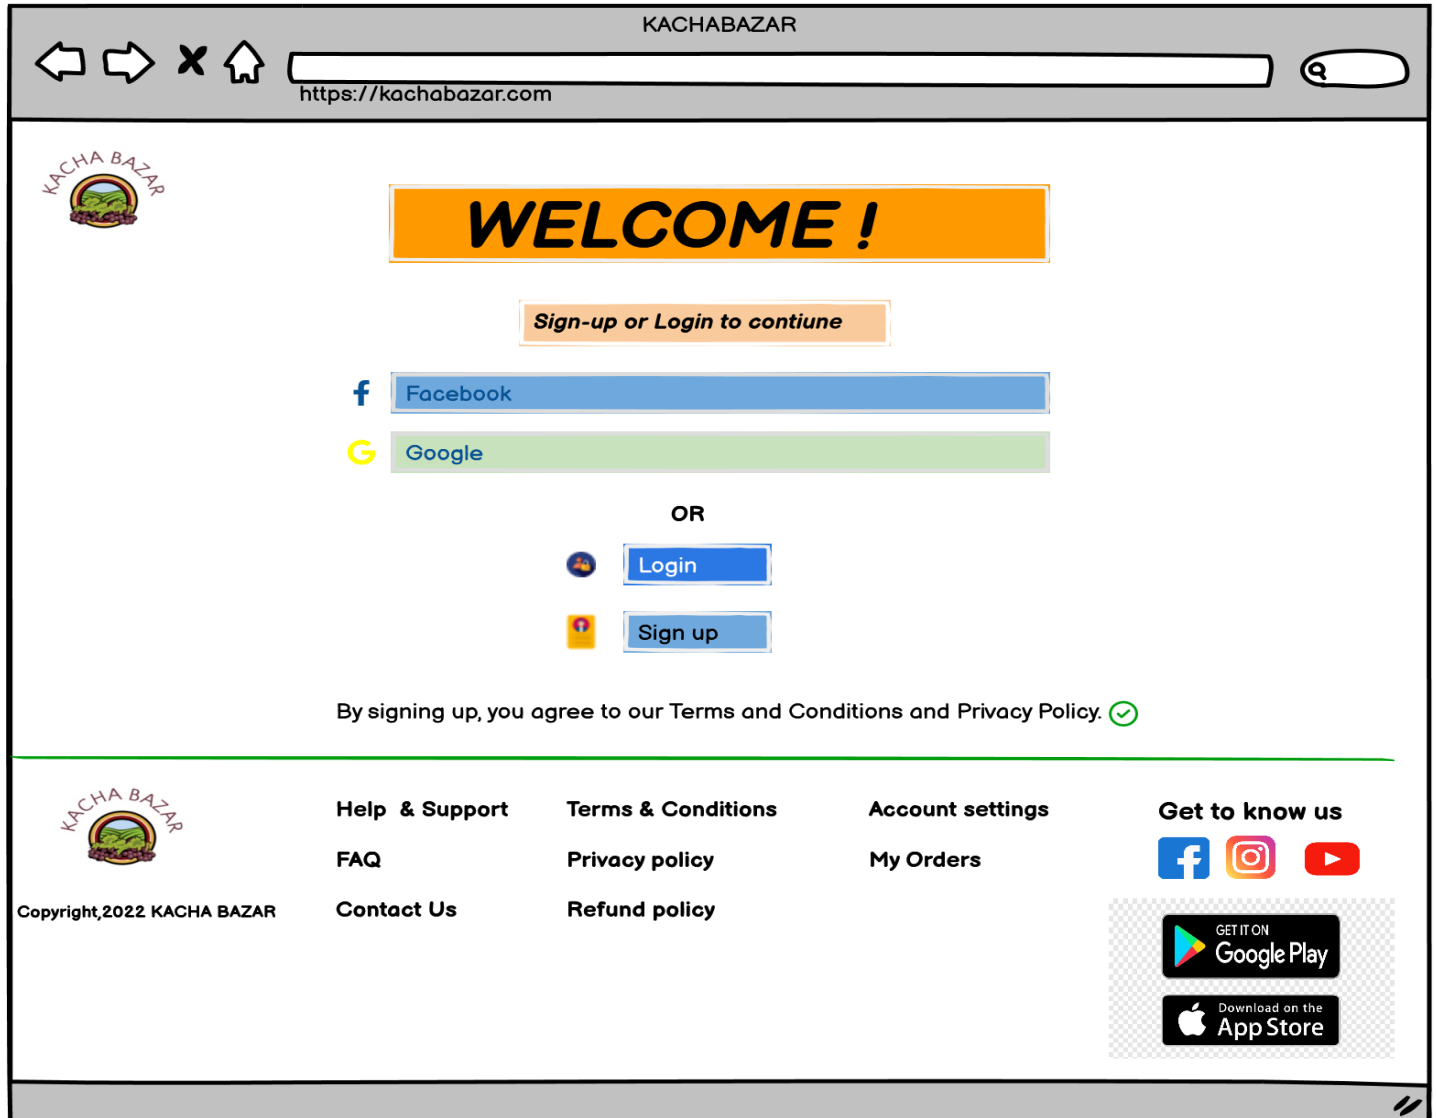 KACHABAZAR
https://kachabazar.com
KACHA BAZAR
WELCOME !
Sign-up or Login to contiune
f Facebook
G Google
OR
Login
Sign up
By signing up, you agree to our Terms and Conditions and Privacy Policy.
KACHA BAZAR
Copyright,2022 KACHA BAZAR
Help & Support
FAQ
Contact Us
Terms & Conditions
Privacy policy
Refund policy
Account settings
My Orders
Get to know us
f
GET IT ON
Google Play
Download on the
App Store